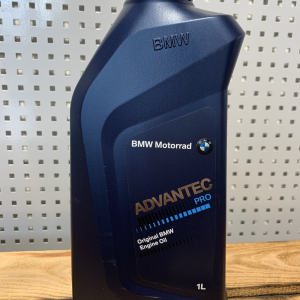 BMW
BMW Motorrad
ADVANTEC
PRO
Original BMW
Engine Oil
1L